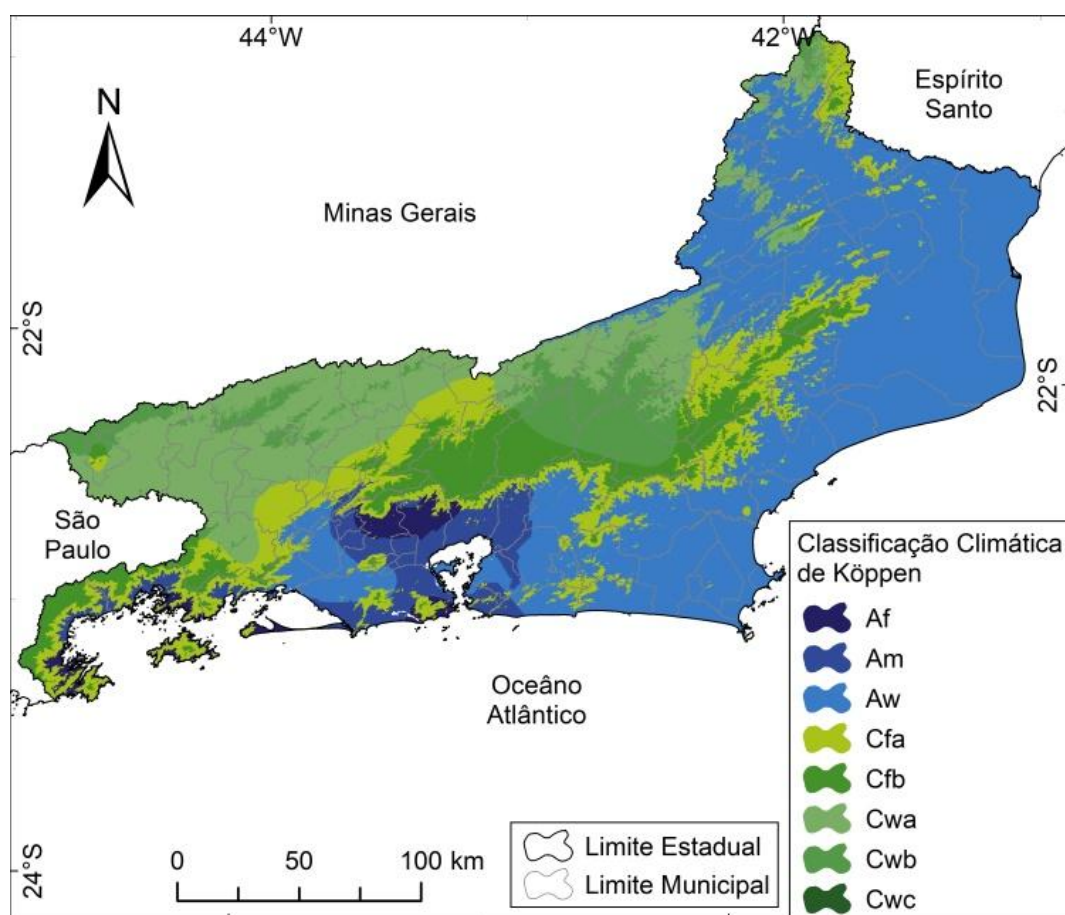 44°W
42°W
N
Espírito
Santo
Minas Gerais
22°S
22°S
São
Paulo
Oceâno
Atlântico
Classificação Climática
de Köppen
Af
Am
Aw
Cfa
Cfb
Cwa
Cwb
Cwc
24°S
0 50 100 km
Limite Estadual
Limite Municipal